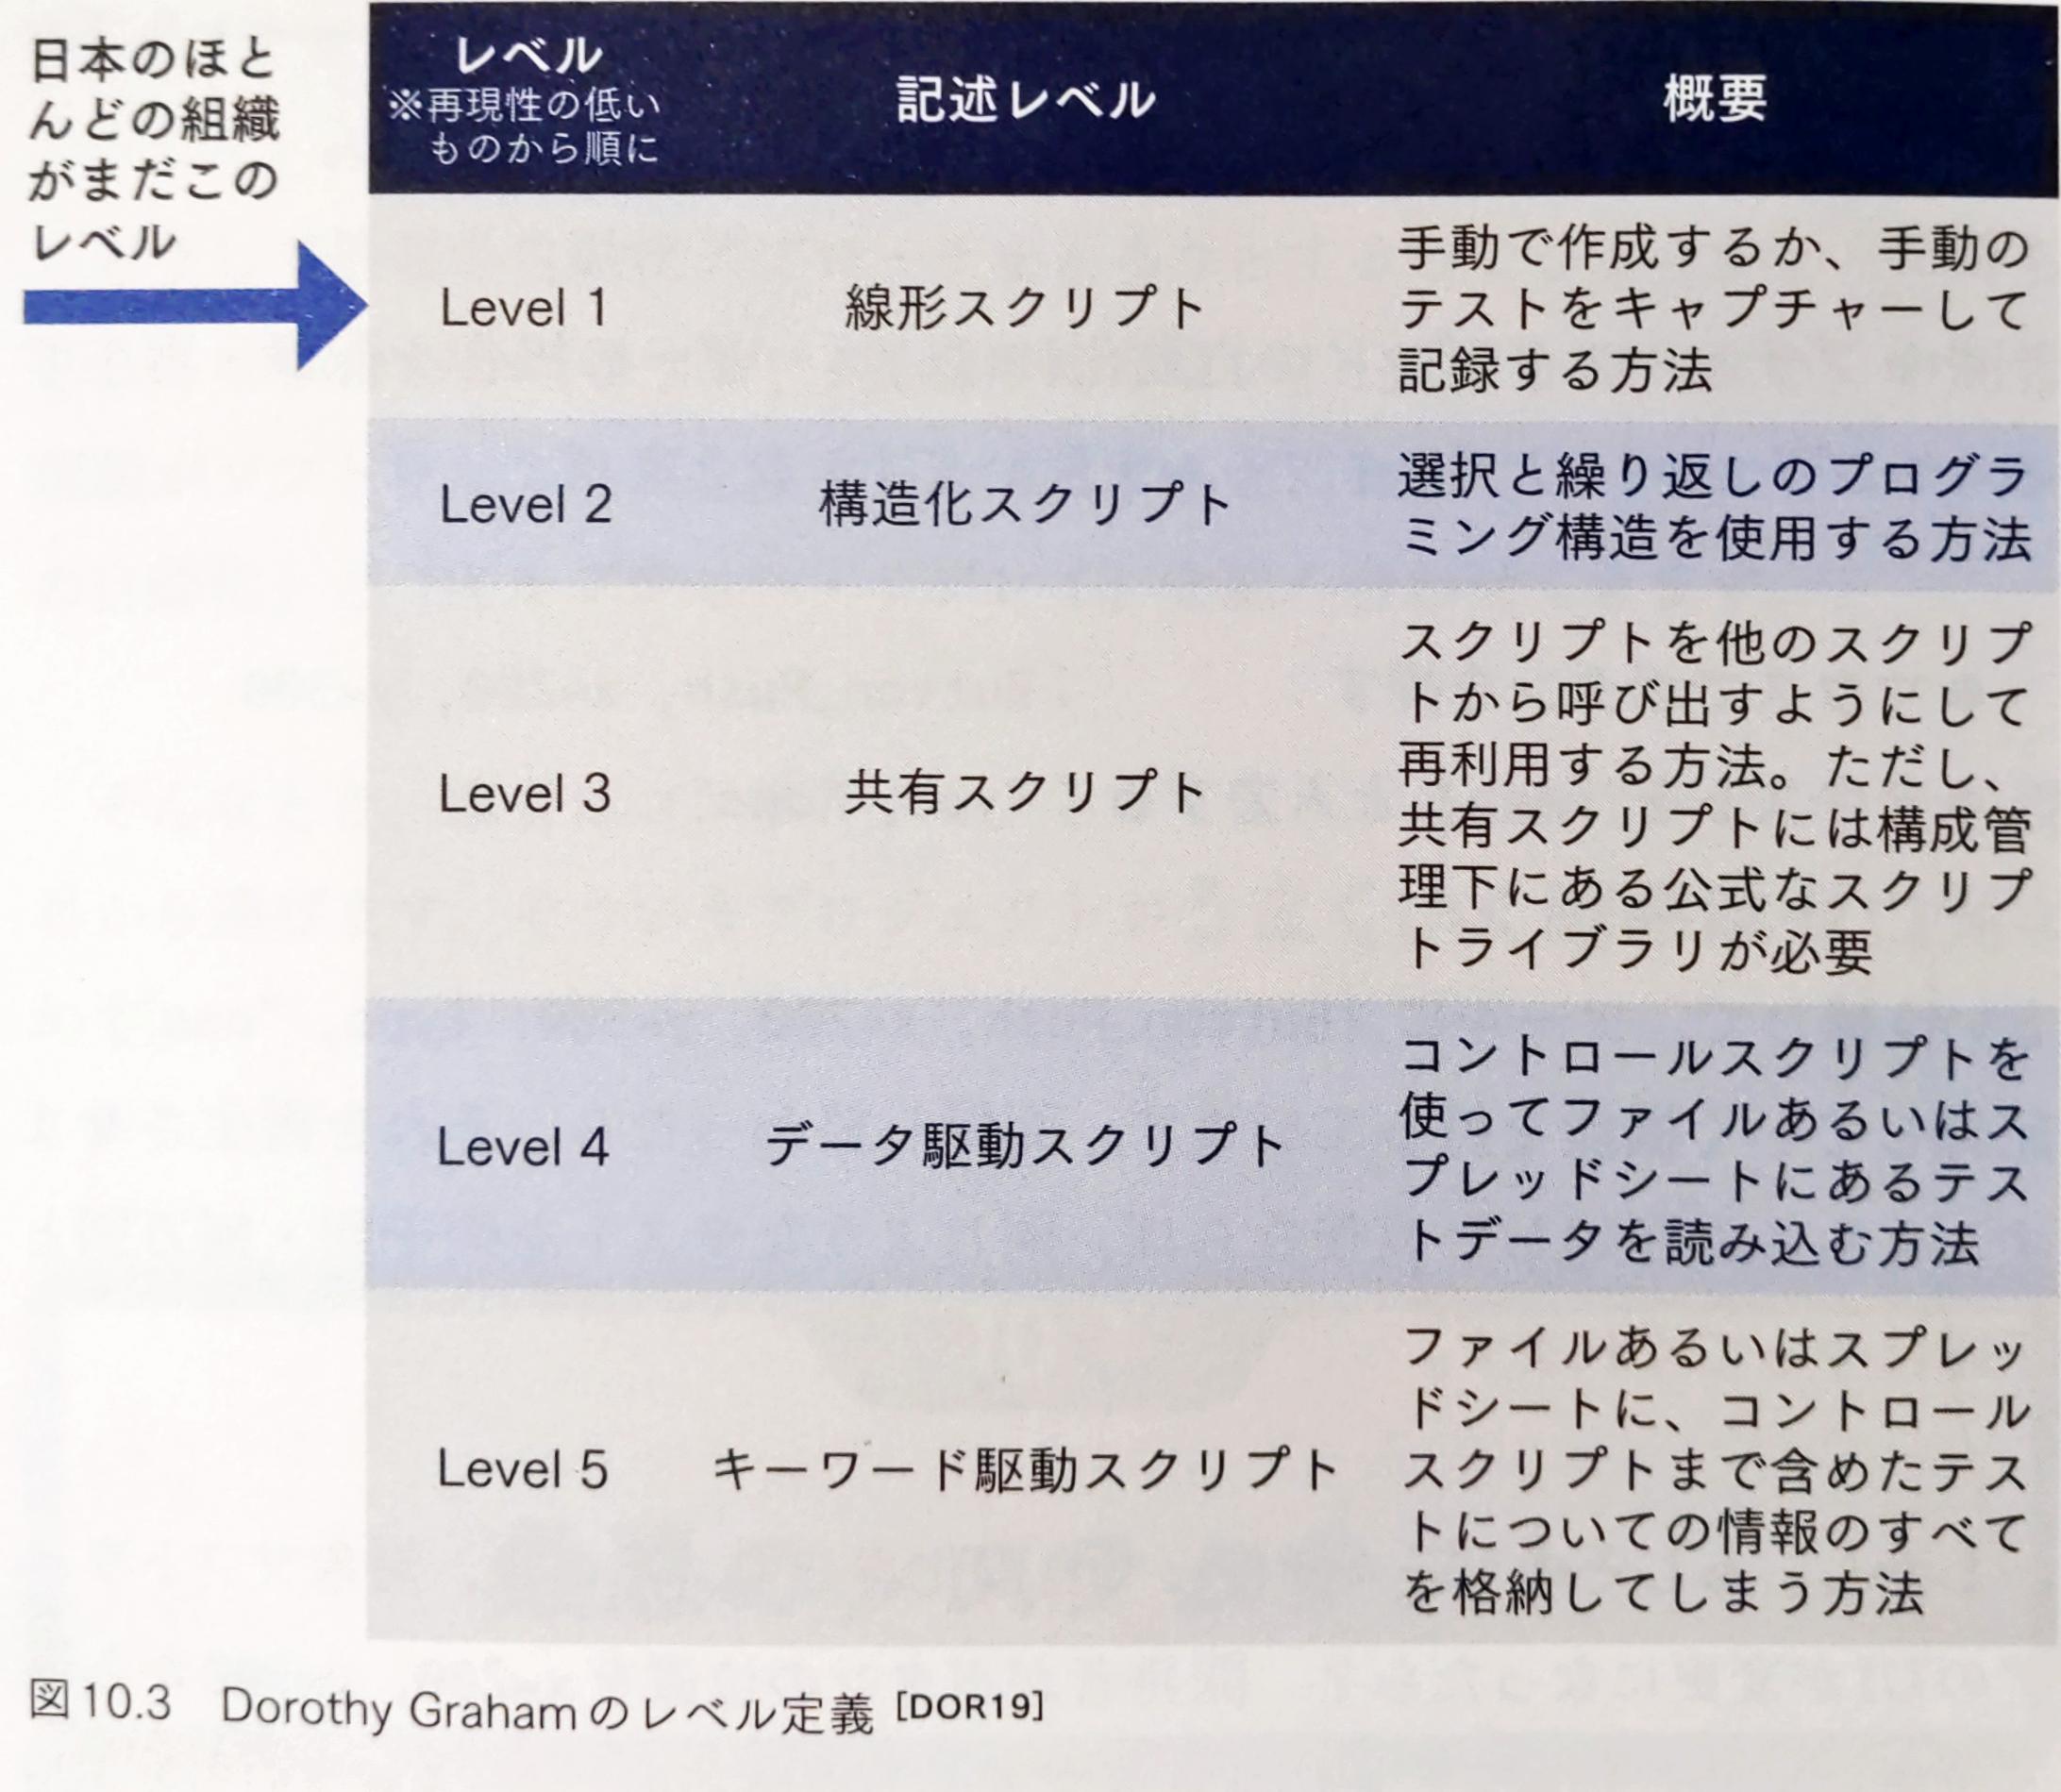 日本のほと
んどの組織
がまだこの
レベル
レベル
※再現性の低い
ものから順に
記述レベル
概要
Level 1
線形スクリプト
手動で作成するか、手動の
テストをキャプチャーして
記録する方法
Level 2
構造化スクリプト
選択と繰り返しのプログラ
ミング構造を使用する方法
Level 3
共有スクリプト
スクリプトを他のスクリプ
トから呼び出すようにして
再利用する方法。ただし、
共有スクリプトには構成管
理下にある公式なスクリプ
トライブラリが必要
Level 4
データ駆動スクリプト
コントロールスクリプトを
使ってファイルあるいはス
プレッドシートにあるテス
トデータを読み込む方法
Level 5
キーワード駆動スクリプト
ファイルあるいはスプレッ
ドシートに、コントロール
スクリプトまで含めたテス
トについての情報のすべて
を格納してしまう方法
図10.3 Dorothy Grahamのレベル定義 [DOR19]